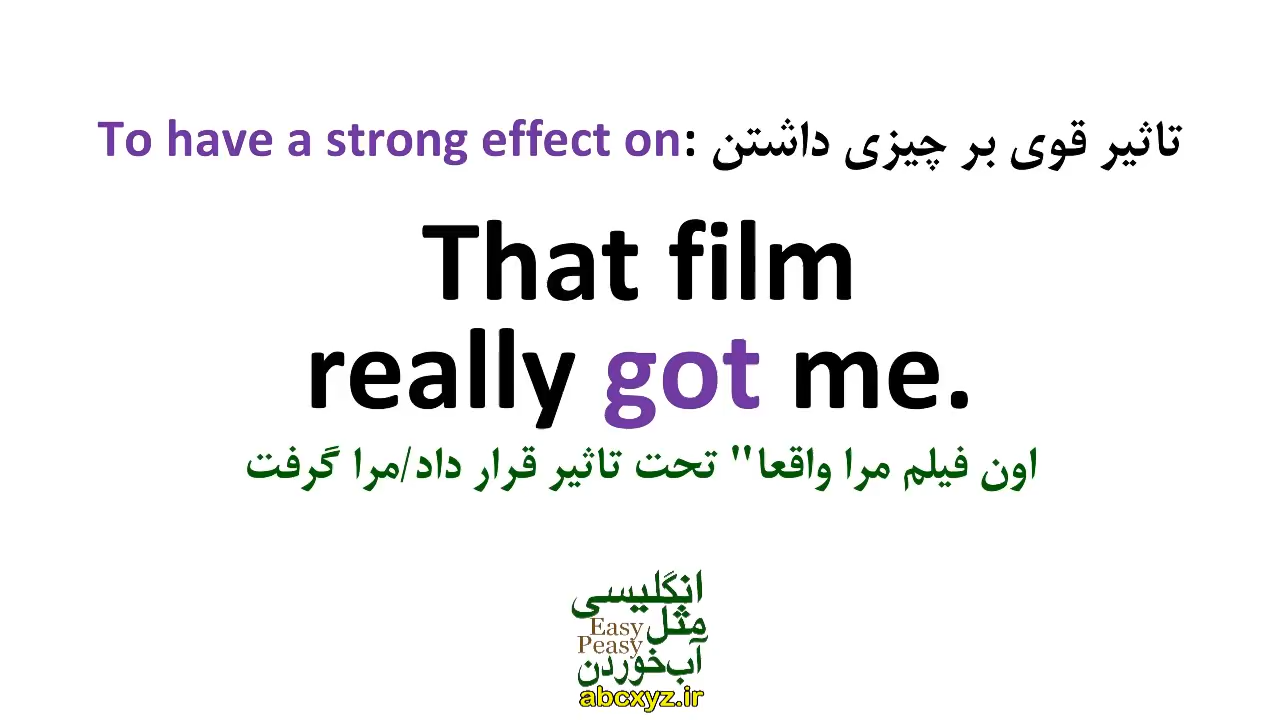 To have a strong effect on: تاثیر قوی بر چیزی داشتن
That film
really got me.
اون فیلم مرا واقعا" تحت تاثیر قرار داد/مرا گرفت
انگلیسی
مثل Easy
Peasy
آب‌خوردن
abcxyz.ir